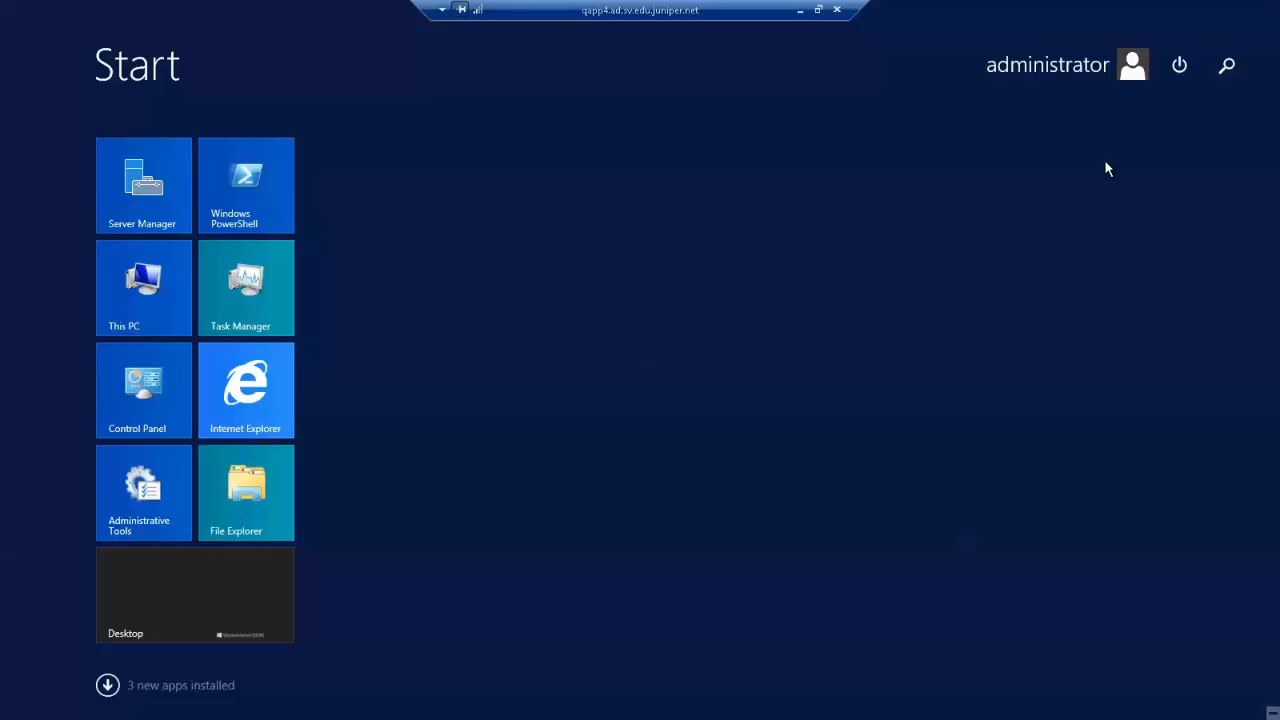 qapp4.ad.sv.edu.juniper.net
Start
administrator
Server Manager
Windows
PowerShell
This PC
Task Manager
Control Panel
Internet Explorer
Administrative
Tools
File Explorer
Desktop
3 new apps installed